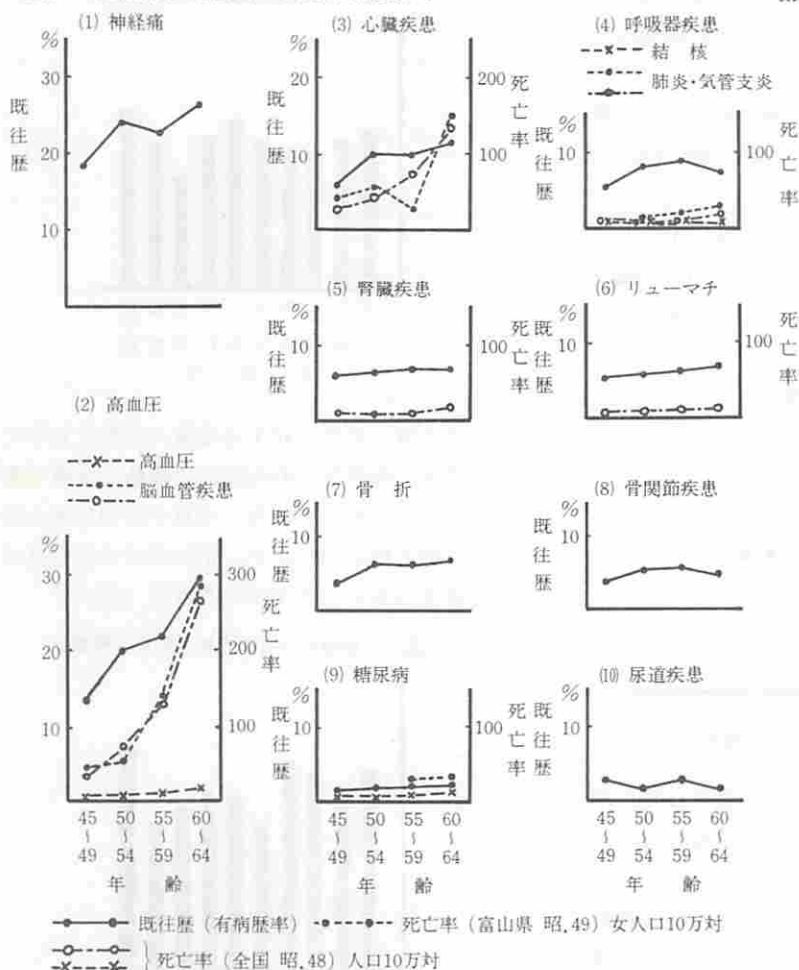 (1) 神経痛
%
30
20
10
既往歴
(3) 心臓疾患
%
20
10
既往歴
200
100
死亡率
(4) 呼吸器疾患
結 核
肺炎・気管支炎
%
10
既往歴
100
死亡率
(5) 腎臓疾患
%
10
既往歴
100
死亡率
(6) リューマチ
%
10
既往歴
100
死亡率
(2) 高血圧
高血圧
脳血管疾患
%
30
20
10
300
200
100
死亡率
45〜49
50〜54
55〜59
60〜64
年 齢
(7) 骨 折
%
10
既往歴
(8) 骨関節疾患
%
10
既往歴
(9) 糖尿病
%
10
既往歴
100
死亡率
45〜49
50〜54
55〜59
60〜64
年 齢
(10) 尿道疾患
%
10
既往歴
45〜49
50〜54
55〜59
60〜64
年 齢
既往歴（有病歴率） 死亡率（富山県 昭.49）女人口10万対
死亡率（全国 昭.48）人口10万対